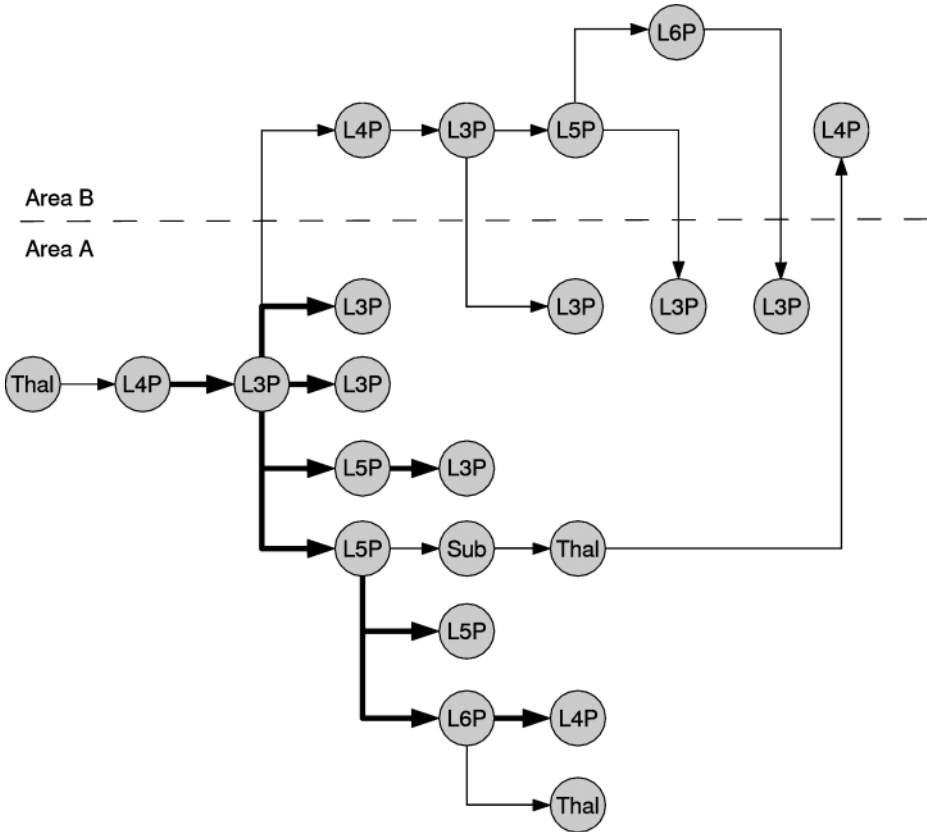 L6P
L4P L3P L5P L4P
Area B
Area A
L3P L3P L3P L3P
Thal L4P L3P L3P
L5P L3P
L5P Sub Thal
L5P
L6P L4P
Thal